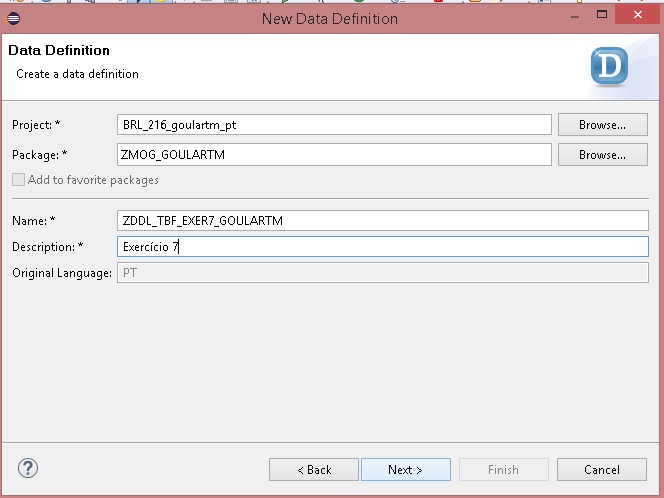 New Data Definition
Data Definition
Create a data definition
D
Project: * BRL_216_goulartm_pt Browse...
Package: * ZMOG_GOULARTM Browse...
Add to favorite packages
Name: * ZDDL_TBF_EXER7_GOULARTM
Description: * Exercício 7
Original Language: PT
? < Back Next > Finish Cancel